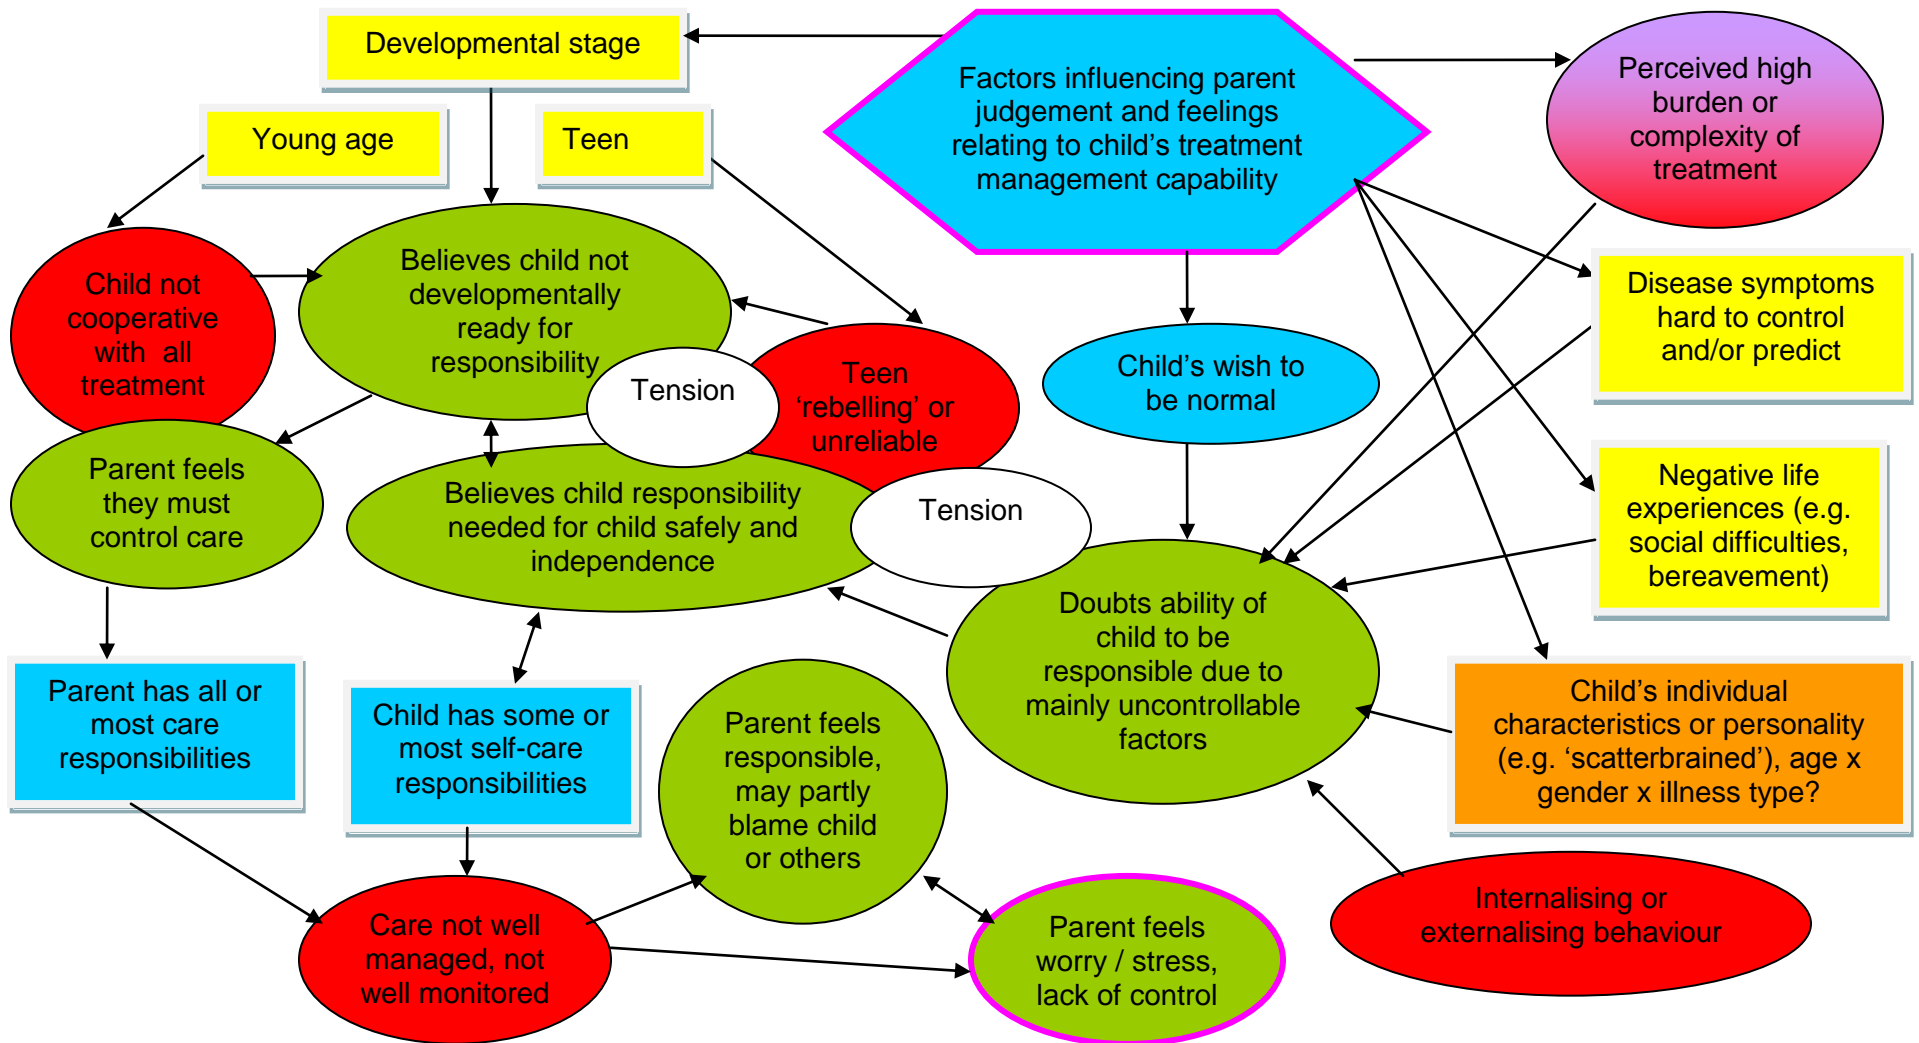 Developmental stage
Factors influencing parent
judgement and feelings
relating to child’s treatment
management capability
Perceived high
burden or
complexity of
treatment
Young age
Teen
Child not
cooperative
with all
treatment
Believes child not
developmentally
ready for
responsibility
Tension
Teen
‘rebelling’ or
unreliable
Child’s wish to
be normal
Disease symptoms
hard to control
and/or predict
Parent feels
they must
control care
Believes child responsibility
needed for child safely and
independence
Tension
Negative life
experiences (e.g.
social difficulties,
bereavement)
Doubts ability of
child to be
responsible due to
mainly uncontrollable
factors
Parent has all or
most care
responsibilities
Child has some or
most self-care
responsibilities
Parent feels
responsible,
may partly
blame child
or others
Child’s individual
characteristics or personality
(e.g. ‘scatterbrained’), age x
gender x illness type?
Care not well
managed, not
well monitored
Parent feels
worry / stress,
lack of control
Internalising or
externalising behaviour